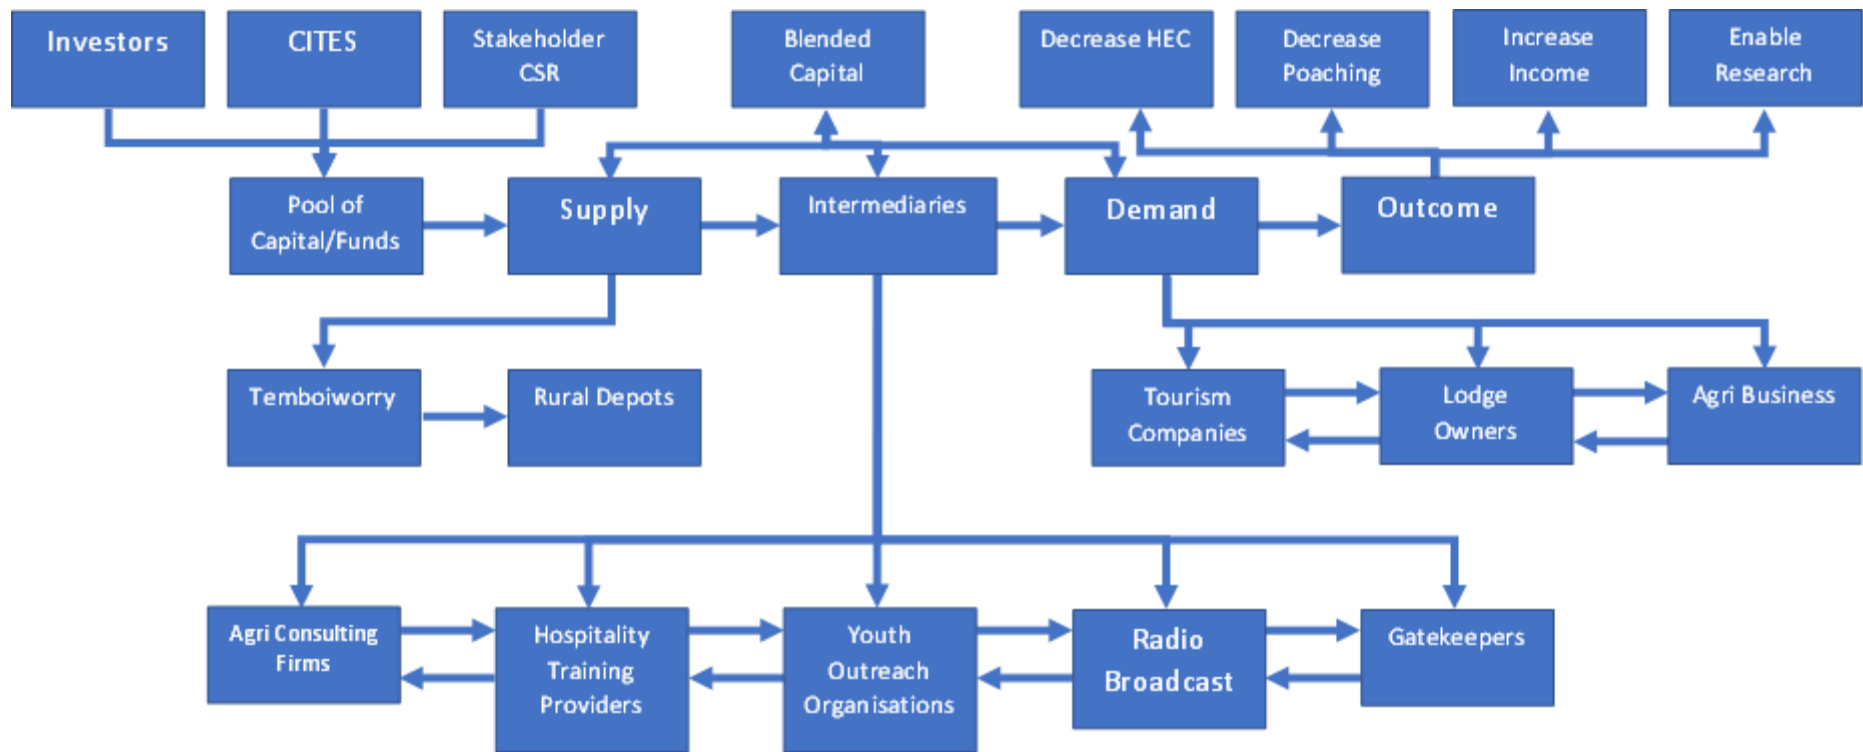 Investors
CITES
Stakeholder
CSR
Blended
Capital
Decrease HEC
Decrease
Poaching
Increase
Income
Enable
Research
Pool of
Capital/Funds
Supply
Intermediaries
Demand
Outcome
Temboiworry
Rural Depots
Tourism
Companies
Lodge
Owners
Agri Business
Agri Consulting
Firms
Hospitality
Training
Providers
Youth
Outreach
Organisations
Radio
Broadcast
Gatekeepers